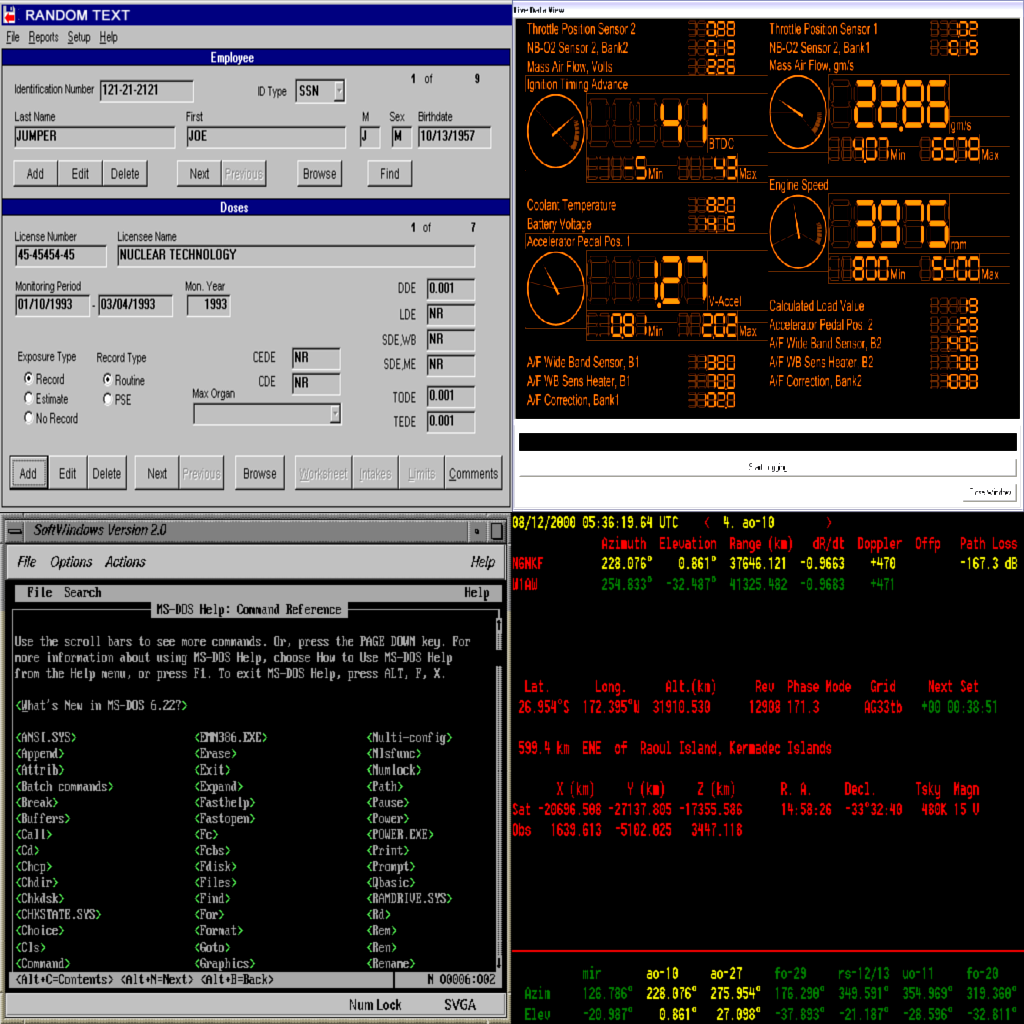 RANDOM TEXT
File Reports Setup Help
Employee
Identification Number 121-21-2121 ID Type SSN 1 of 9
Last Name First M Sex Birthdate
JUMPER JOE J M 10/13/1957
Add Edit Delete Next Previous Browse Find
Doses
1 of 7
License Number Licensee Name
45-45454-45 NUCLEAR TECHNOLOGY
Monitoring Period Mon. Year
01/10/1993 - 03/04/1993 1993
DDE 0.001
LDE NR
SDE,WB NR
SDE,ME NR
TODE 0.001
TEDE 0.001
Exposure Type Record Type
Record Routine
Estimate PSE
No Record
CEDE NR
CDE NR
Max Organ
Add Edit Delete Next Previous Browse Worksheet Intakes Limits Comments
Live Data View
Throttle Position Sensor 2
NB-O2 Sensor 2, Bank2
Mass Air Flow, Volts 2.26
Ignition Timing Advance
41 BTDC
-5 Min 43 Max
Coolant Temperature 82.0
Battery Voltage
Accelerator Pedal Pos. 1
1.27 V-Accel
0.81 Min 2.02 Max
A/F Wide Band Sensor, B1
A/F WB Sens Heater, B1
A/F Correction, Bank1
Throttle Position Sensor 1
NB-O2 Sensor 2, Bank1
Mass Air Flow, gm/s
22.86 gm/s
4.07 Min 65.78 Max
Engine Speed
3975 rpm
800 Min 5400 Max
Calculated Load Value
Accelerator Pedal Pos. 2
A/F Wide Band Sensor, B2
A/F WB Sens Heater, B2
A/F Correction, Bank2
Start Logging
Close Window
SoftWindows Version 2.0
File Options Actions Help
File Search Help
MS-DOS Help: Command Reference
Use the scroll bars to see more commands. Or, press the PAGE DOWN key. For
more information about using MS-DOS Help, choose How to Use MS-DOS Help
from the Help menu, or press F1. To exit MS-DOS Help, press ALT, F, X.
<What's New in MS-DOS 6.22?>
<ANSI.SYS> <EMM386.EXE> <Multi-config>
<Append> <Erase> <Nlsfunc>
<Attrib> <Exit> <Numlock>
<Batch commands> <Expand> <Path>
<Break> <Fasthelp> <Pause>
<Buffers> <Fastopen> <Power>
<Call> <Fc> <POWER.EXE>
<Cd> <Fcbs> <Print>
<Chcp> <Fdisk> <Prompt>
<Chdir> <Files> <Qbasic>
<Chkdsk> <Find> <RAMDRIVE.SYS>
<CHKSTATE.SYS> <For> <Rd>
<Choice> <Format> <Rem>
<Cls> <Goto> <Ren>
<Command> <Graphics> <Rename>
<Alt+C=Contents> <Alt+N=Next> <Alt+B=Back> N 00006:002
Num Lock SVGA
08/12/2000 05:36:19.64 UTC < 4. ao-10 >
Azimuth Elevation Range (km) dR/dt Doppler Offp Path Loss
N6NKF 228.076° 0.861° 37646.121 -0.9663 +470 -167.3 dB
W1AW 254.833° -32.487° 41325.482 -0.9683 +471
Lat. Long. Alt.(km) Rev Phase Mode Grid Next Set
26.954°S 172.395°W 31910.530 12908 171.3 AG33tb +00 00:38:51
599.4 km ENE of Raoul Island, Kermadec Islands
X (km) Y (km) Z (km) R. A. Decl. Tsky Magn
Sat -20696.508 -27137.805 -17355.586 14:58:26 -33°32:40 480K 15 V
Obs 1639.613 -5102.025 3447.118
mir ao-10 ao-27 fo-29 rs-12/13 uo-11 fo-20
Azim 126.786° 228.076° 275.954° 176.290° 349.591° 354.969° 319.360°
Elev -20.987° 0.861° 27.098° -37.893° -21.187° -28.596° -32.811°